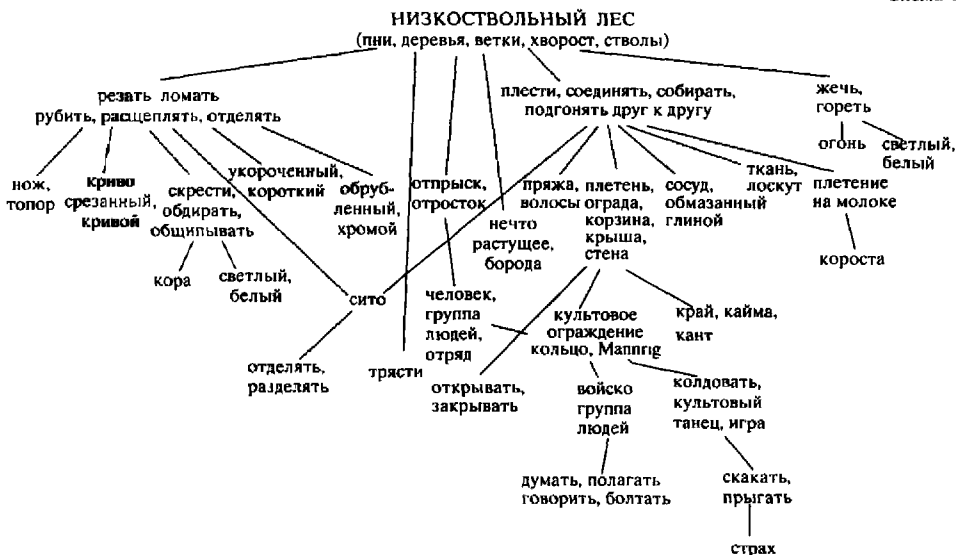 НИЗКОСТВОЛЬНЫЙ ЛЕС
(пни, деревья, ветки, хворост, стволы)
резать ломать
рубить, расщеплять, отделять
плести, соединять, собирать,
подгонять друг к другу
жечь,
гореть
огонь
светлый,
белый
нож,
топор
криво
срезанный,
кривой
скрести,
обдирать,
общипывать
укороченный,
короткий
обруб-
ленный,
хромой
отпрыск,
отросток
нечто
растущее,
борода
пряжа,
волосы
плетень,
ограда,
корзина,
крыша,
стена
сосуд,
обмазанный
глиной
ткань,
лоскут
плетение
на молоке
короста
кора
светлый,
белый
сито
человек,
группа
людей,
отряд
культовое
ограждение
кольцо, Mannrig
край, кайма,
кант
отделять,
разделять
трясти
открывать,
закрывать
войско
группа
людей
колдовать,
культовый
танец, игра
думать, полагать
говорить, болтать
скакать,
прыгать
страх